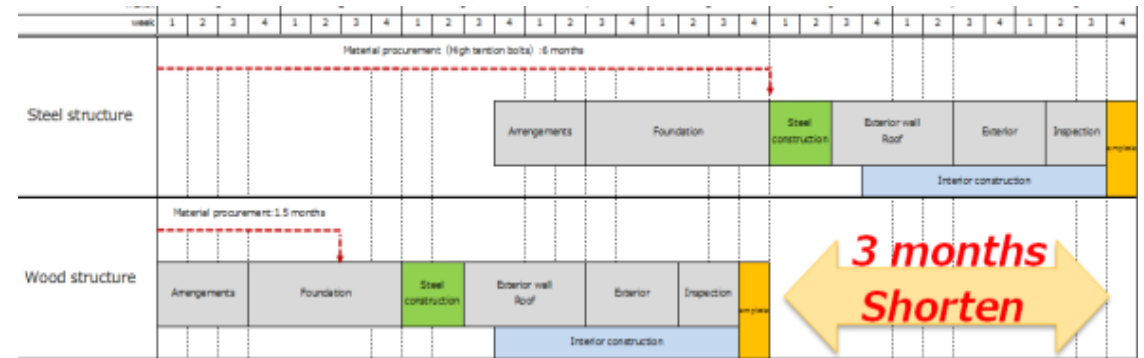 week 1 2 3 4 1 2 3 4 1 2 3 4 1 2 3 4 1 2 3 4 1 2 3 4 1 2 3 4 1 2 3 4
Material procurement (High tention bolts) :6 months
Steel structure
Arrengements
Foundation
Steel
construction
Exterior wall
Roof
Exterior
Inspection
Interior construction
Material procurement:1.5 months
Wood structure
Arrengements
Foundation
Steel
construction
Exterior wall
Roof
Exterior
Inspection
Interior construction
3 months
Shorten